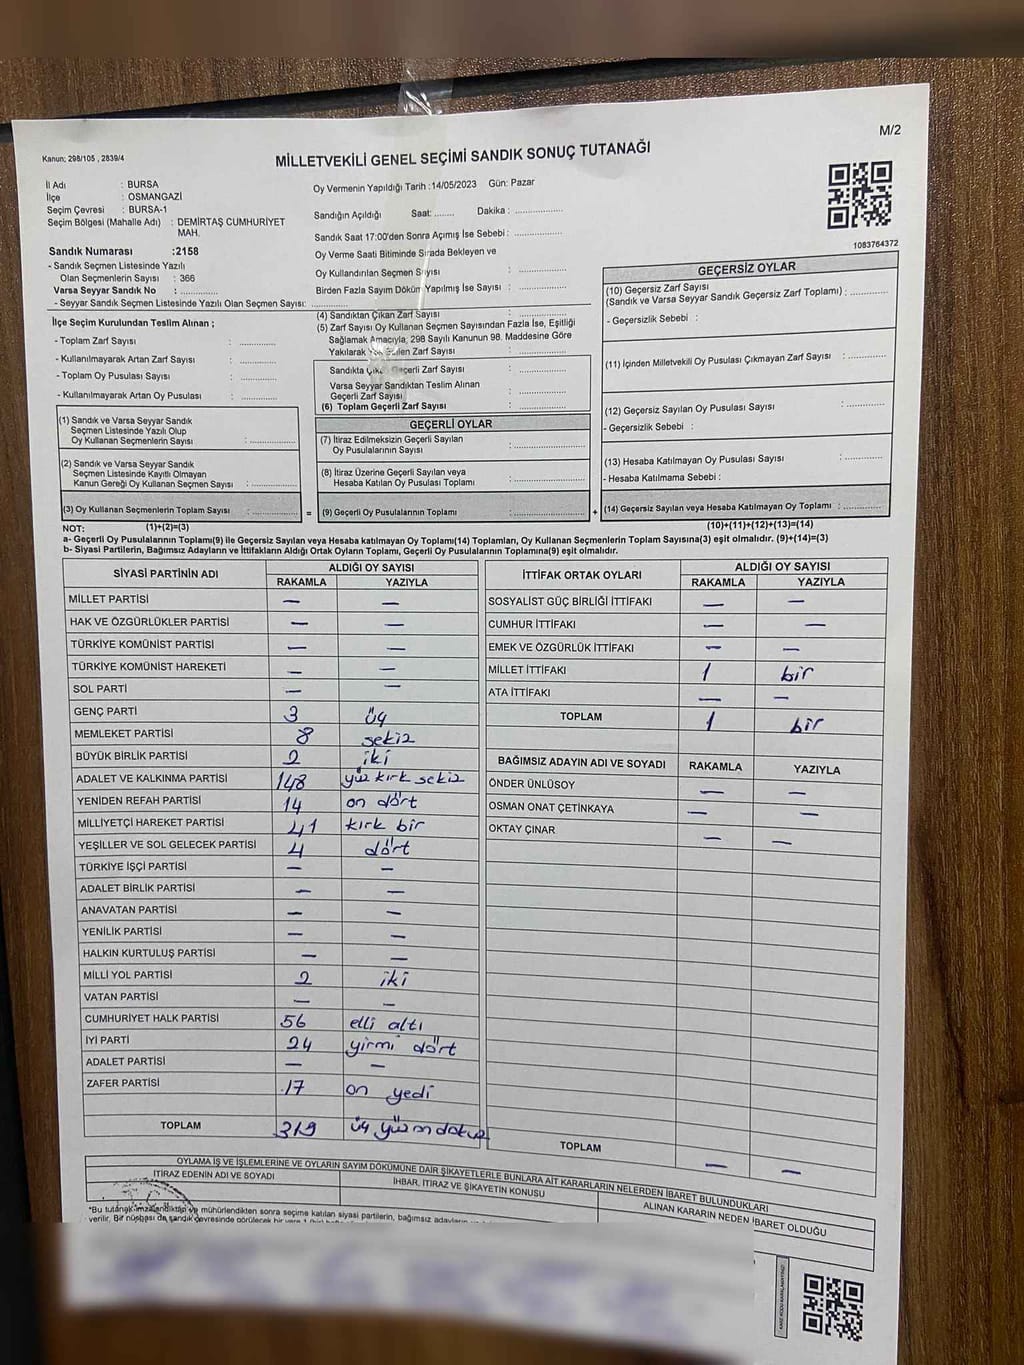 M/2
Kanun; 298/105 , 2839/4
MİLLETVEKİLİ GENEL SEÇİMİ SANDIK SONUÇ TUTANAĞI
İl Adı : BURSA
İlçe : OSMANGAZİ
Seçim Çevresi : BURSA-1
Seçim Bölgesi (Mahalle Adı) : DEMİRTAŞ CUMHURİYET
MAH.
Sandık Numarası :2158
- Sandık Seçmen Listesinde Yazılı
Olan Seçmenlerin Sayısı : 366
Varsa Seyyar Sandık No : ............
- Seyyar Sandık Seçmen Listesinde Yazılı Olan Seçmen Sayısı: ............
Oy Vermenin Yapıldığı Tarih :14/05/2023 Gün: Pazar
Sandığın Açıldığı Saat: ....... Dakika : ...............
Sandık Saat 17:00'den Sonra Açımış İse Sebebi : ...............
Oy Verme Saati Bitiminde Sırada Bekleyen ve
Oy Kullandırılan Seçmen Sayısı : ...............
Birden Fazla Sayım Döküm Yapılmış İse Sayısı : ...............
1083764372
İlçe Seçim Kurulundan Teslim Alınan ;
- Toplam Zarf Sayısı : ............
- Kullanılmayarak Artan Zarf Sayısı : ............
- Toplam Oy Pusulası Sayısı : ............
- Kullanılmayarak Artan Oy Pusulası : ............
(1) Sandık ve Varsa Seyyar Sandık
Seçmen Listesinde Yazılı Olup
Oy Kullanan Seçmenlerin Sayısı : ...............
(2) Sandık ve Varsa Seyyar Sandık
Seçmen Listesinde Kayıtlı Olmayan
Kanun Gereği Oy Kullanan Seçmen Sayısı : ...............
(3) Oy Kullanan Seçmenlerin Toplam Sayısı : ...............
(4) Sandıktan Çıkan Zarf Sayısı : ...............
(5) Zarf Sayısı Oy Kullanan Seçmen Sayısından Fazla İse, Eşitliği
Sağlamak Amacıyla; 298 Sayılı Kanunun 98. Maddesine Göre
Yakılarak Zarf Sayısı : ...............
Sandıkta Geçerli Zarf Sayısı : ...............
Varsa Seyyar Sandıktan Teslim Alınan
Geçerli Zarf Sayısı : ...............
(6) Toplam Geçerli Zarf Sayısı : ...............
GEÇERLİ OYLAR
(7) İtiraz Edilmeksizin Geçerli Sayılan
Oy Pusulalarının Sayısı : ...............
(8) İtiraz Üzerine Geçerli Sayılan veya
Hesaba Katılan Oy Pusulası Toplamı : ...............
= (9) Geçerli Oy Pusulalarının Toplamı : ...............
GEÇERSİZ OYLAR
(10) Geçersiz Zarf Sayısı
(Sandık ve Varsa Seyyar Sandık Geçersiz Zarf Toplamı) : ............
- Geçersizlik Sebebi :
(11) İçinden Milletvekili Oy Pusulası Çıkmayan Zarf Sayısı : ............
(12) Geçersiz Sayılan Oy Pusulası Sayısı : ............
- Geçersizlik Sebebi :
(13) Hesaba Katılmayan Oy Pusulası Sayısı : ............
- Hesaba Katılmama Sebebi :
+ (14) Geçersiz Sayılan veya Hesaba Katılmayan Oy Toplamı : ............
NOT: (1)+(2)=(3) (10)+(11)+(12)+(13)=(14)
a- Geçerli Oy Pusulalarının Toplamı(9) ile Geçersiz Sayılan veya Hesaba Katılmayan Oy Toplamı(14) Toplamları, Oy Kullanan Seçmenlerin Toplam Sayısına(3) eşit olmalıdır. (9)+(14)=(3)
b- Siyasi Partilerin, Bağımsız Adayların ve İttifakların Aldığı Ortak Oyların Toplamı, Geçerli Oy Pusulalarının Toplamına(9) eşit olmalıdır.
SİYASİ PARTİNİN ADI ALDIĞI OY SAYISI
RAKAMLA YAZIYLA
MİLLET PARTİSİ — —
HAK VE ÖZGÜRLÜKLER PARTİSİ — —
TÜRKİYE KOMÜNİST PARTİSİ — —
TÜRKİYE KOMÜNİST HAREKETİ — —
SOL PARTİ — —
GENÇ PARTİ 3 üç
MEMLEKET PARTİSİ 8 sekiz
BÜYÜK BİRLİK PARTİSİ 2 iki
ADALET VE KALKINMA PARTİSİ 148 yüz kırk sekiz
YENİDEN REFAH PARTİSİ 14 on dört
MİLLİYETÇİ HAREKET PARTİSİ 41 kırk bir
YEŞİLLER VE SOL GELECEK PARTİSİ 4 dört
TÜRKİYE İŞÇİ PARTİSİ — —
ADALET BİRLİK PARTİSİ — —
ANAVATAN PARTİSİ — —
YENİLİK PARTİSİ — —
HALKIN KURTULUŞ PARTİSİ — —
MİLLİ YOL PARTİSİ 2 iki
VATAN PARTİSİ — —
CUMHURİYET HALK PARTİSİ 56 elli altı
İYİ PARTİ 24 yirmi dört
ADALET PARTİSİ — —
ZAFER PARTİSİ 17 on yedi
TOPLAM 319
İTTİFAK ORTAK OYLARI ALDIĞI OY SAYISI
RAKAMLA YAZIYLA
SOSYALİST GÜÇ BİRLİĞİ İTTİFAKI — —
CUMHUR İTTİFAKI — —
EMEK VE ÖZGÜRLÜK İTTİFAKI — —
MİLLET İTTİFAKI 1 bir
ATA İTTİFAKI — —
TOPLAM 1 bir
BAĞIMSIZ ADAYIN ADI VE SOYADI RAKAMLA YAZIYLA
ÖNDER ÜNLÜSOY — —
OSMAN ONAT ÇETİNKAYA — —
OKTAY ÇINAR — —
TOPLAM — —
OYLAMA İŞ VE İŞLEMLERİNE VE OYLARIN SAYIM DÖKÜMÜNE DAİR ŞİKAYETLERLE BUNLARA AİT KARARLARIN NELERDEN İBARET BULUNDUKLARI
İTİRAZ EDENİN ADI VE SOYADI İHBAR, İTİRAZ VE ŞİKAYETİN KONUSU ALINAN KARARIN NEDEN İBARET OLDUĞU
T.C.
*Bu tutanak imzalandıktan ve mühürlendikten sonra seçime katılan siyasi partilerin, bağımsız adayların
verilir. Bir nüshası da sandık çevresinde görülecek bir yere